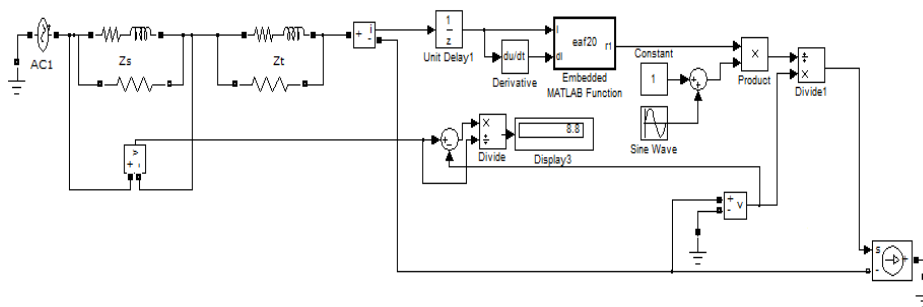 AC1
Zs
Zt
+
-
i
1
z
Unit Delay1
du/dt
Derivative
I
dI
eaf20
r1
Embedded
MATLAB Function
Constant
1
Sine Wave
×
Product
÷
×
Divide1
v
+
-
×
÷
Divide
8.8
Display3
+
-
v
s
-
+